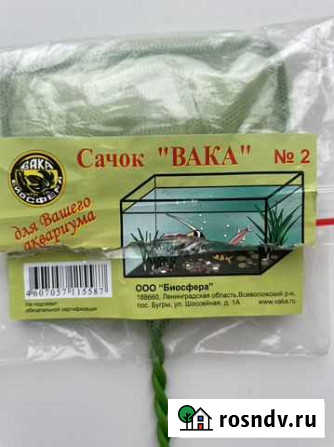 ВАКА
БИОСФЕРА
Сачок "ВАКА" № 2
для Вашего
аквариума
4607057115587
Не подлежит
обязательной сертификации
ООО "Биосфера"
188660, Ленинградская область,Всеволожский р-н,
пос. Бугры, ул. Шоссейная, д. 1А
www.vaka.ru
rosndv.ru